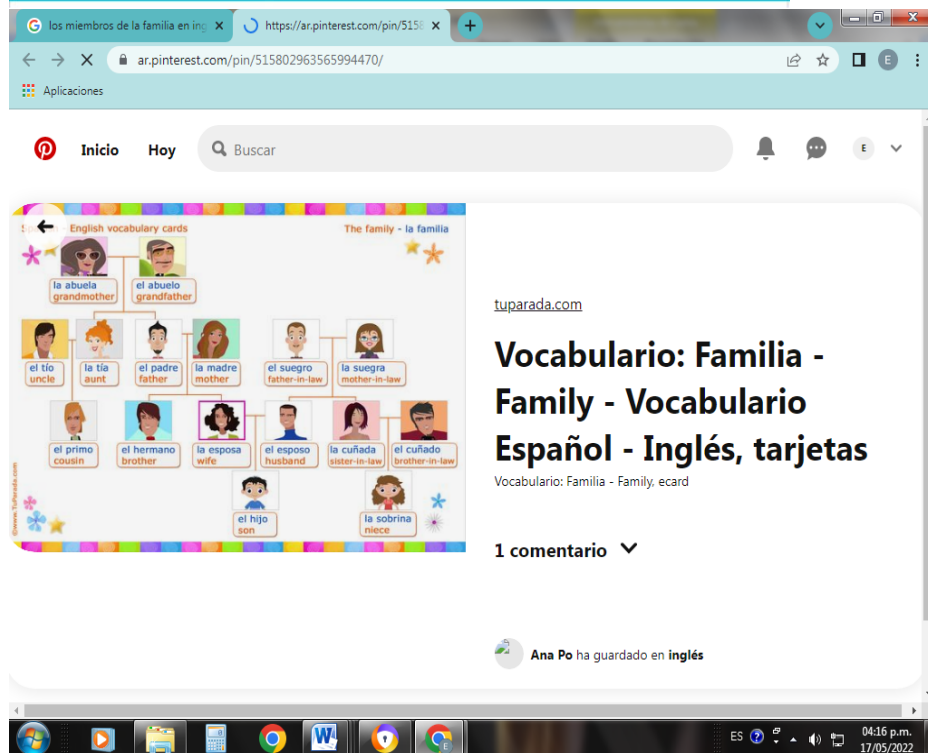 los miembros de la familia en ing
https://ar.pinterest.com/pin/5158
ar.pinterest.com/pin/515802963565994470/
E
Aplicaciones
Inicio Hoy Buscar E
English vocabulary cards The family - la familia
la abuela
grandmother
el abuelo
grandfather
el tío
uncle
la tía
aunt
el padre
father
la madre
mother
el suegro
father-in-law
la suegra
mother-in-law
el primo
cousin
el hermano
brother
la esposa
wife
el esposo
husband
la cuñada
sister-in-law
el cuñado
brother-in-law
el hijo
son
la sobrina
niece
©www.TuParada.com
tuparada.com
Vocabulario: Familia -
Family - Vocabulario
Español - Inglés, tarjetas
Vocabulario: Familia - Family, ecard
1 comentario
Ana Po ha guardado en inglés
ES
04:16 p.m.
17/05/2022